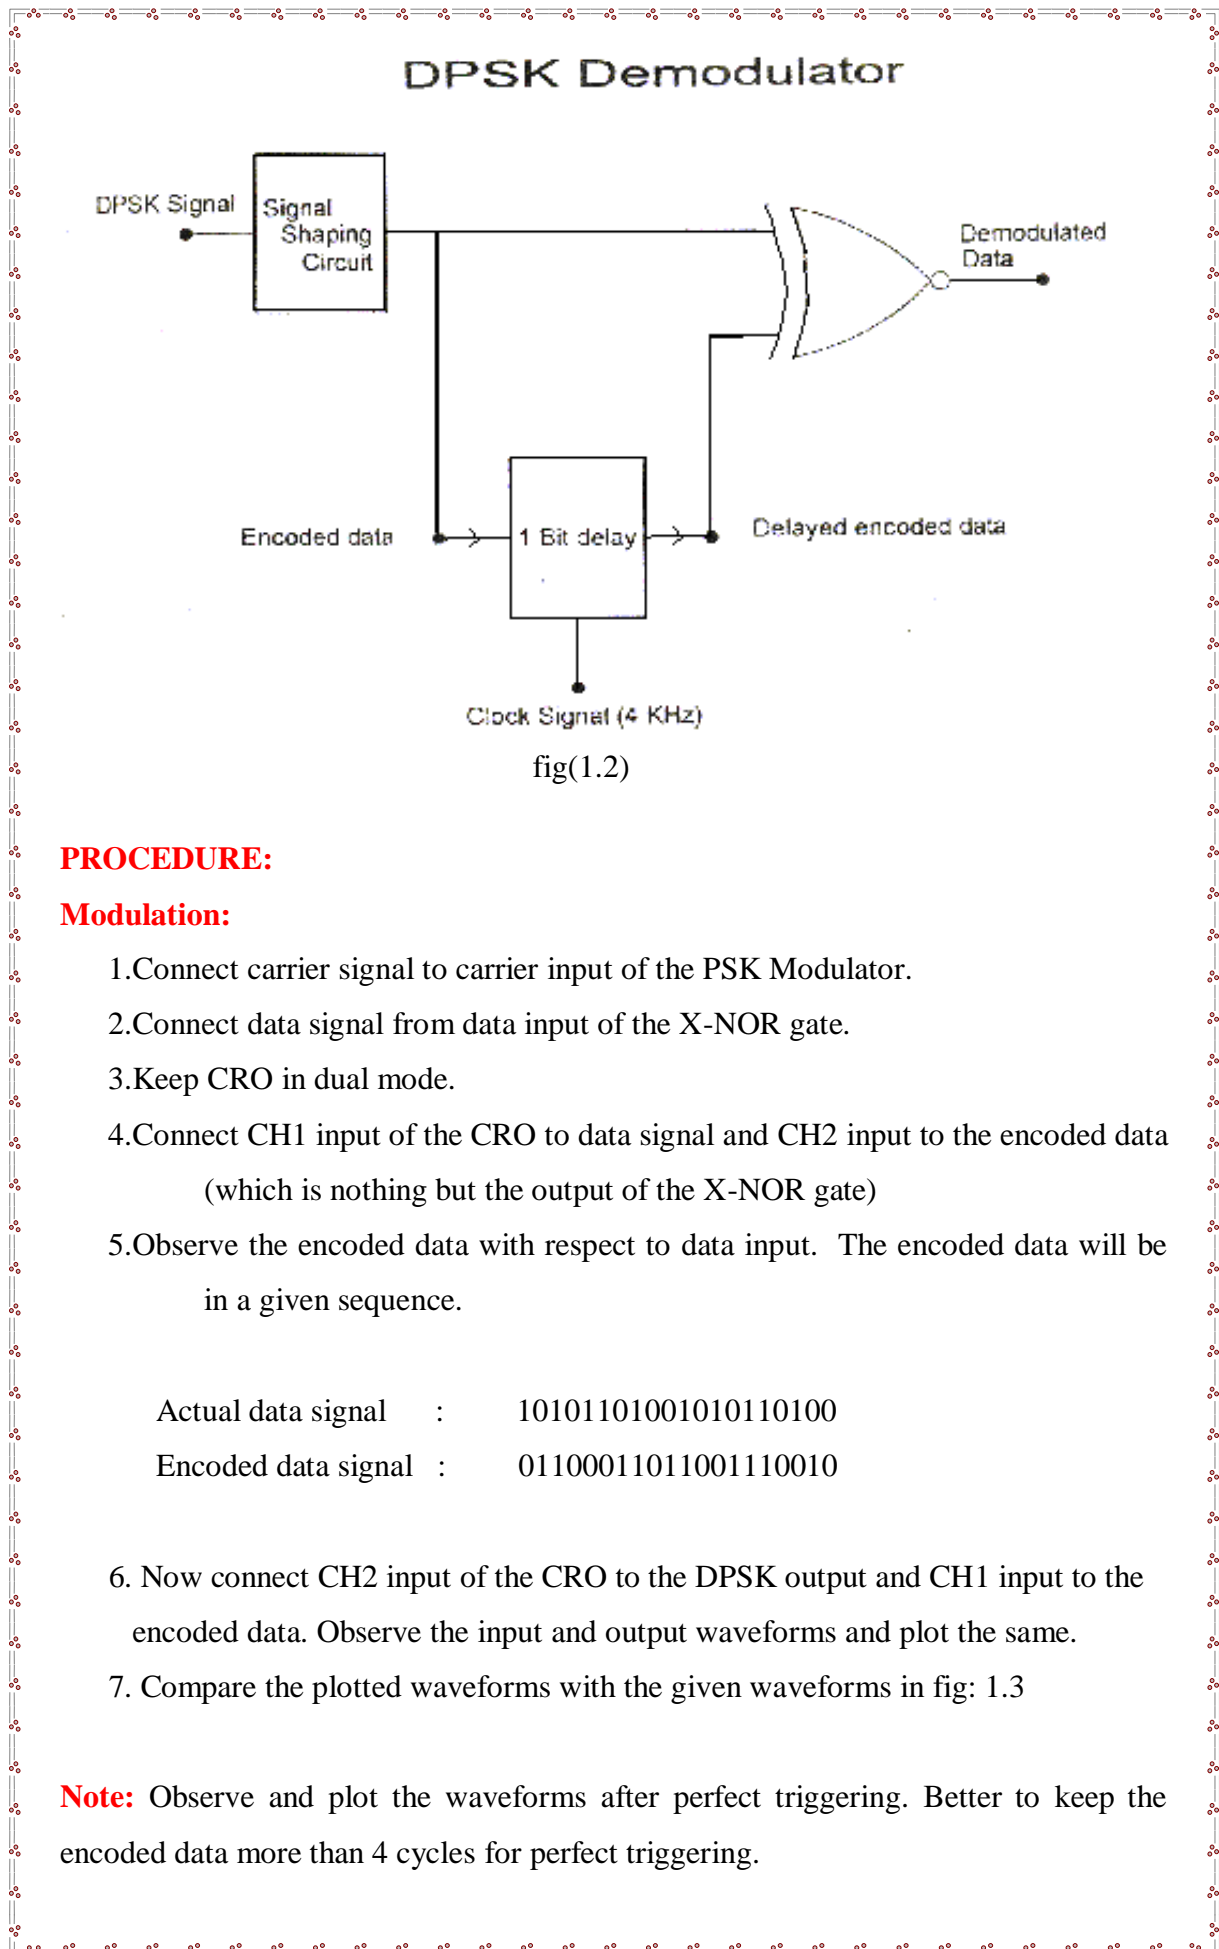 DPSK Demodulator
DPSK Signal
Signal
Shaping
Circuit
Demodulated
Data
Encoded data
1 Bit delay
Delayed encoded data
Clock Signal (4 KHz)
fig(1.2)
PROCEDURE:
Modulation:
1.Connect carrier signal to carrier input of the PSK Modulator.
2.Connect data signal from data input of the X-NOR gate.
3.Keep CRO in dual mode.
4.Connect CH1 input of the CRO to data signal and CH2 input to the encoded data
(which is nothing but the output of the X-NOR gate)
5.Observe the encoded data with respect to data input. The encoded data will be
in a given sequence.
Actual data signal : 10101101001010110100
Encoded data signal : 01100011011001110010
6. Now connect CH2 input of the CRO to the DPSK output and CH1 input to the
encoded data. Observe the input and output waveforms and plot the same.
7. Compare the plotted waveforms with the given waveforms in fig: 1.3
Note: Observe and plot the waveforms after perfect triggering. Better to keep the
encoded data more than 4 cycles for perfect triggering.